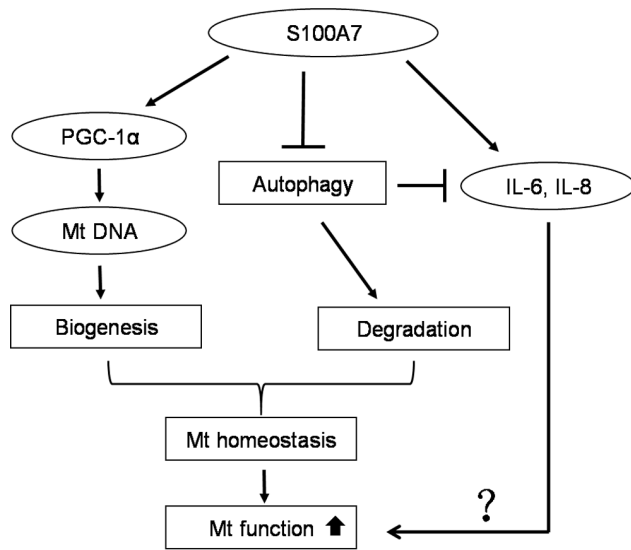 S100A7
PGC-1α
Autophagy
IL-6, IL-8
Mt DNA
Biogenesis
Degradation
Mt homeostasis
?
Mt function